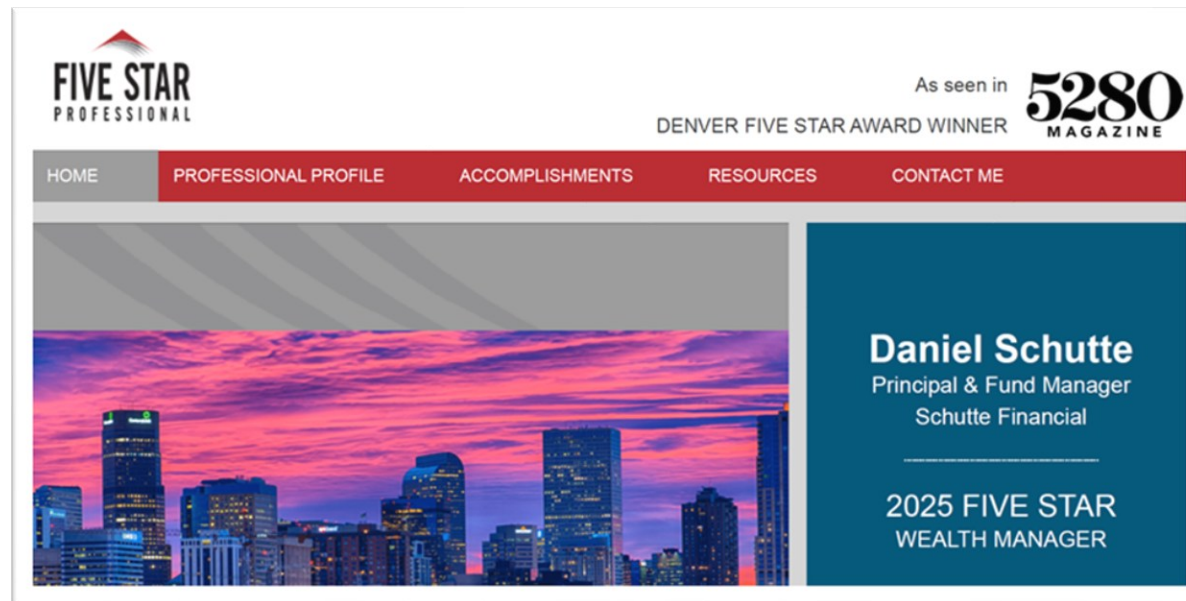 FIVE STAR
PROFESSIONAL
As seen in
5280
MAGAZINE
DENVER FIVE STAR AWARD WINNER
HOME PROFESSIONAL PROFILE ACCOMPLISHMENTS RESOURCES CONTACT ME
Daniel Schutte
Principal & Fund Manager
Schutte Financial
2025 FIVE STAR
WEALTH MANAGER